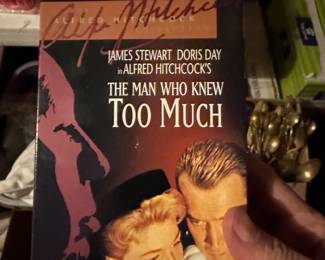 ALFRED HITCHCOCK
JAMES STEWART DORIS DAY
in ALFRED HITCHCOCK'S
THE MAN WHO KNEW
TOO MUCH